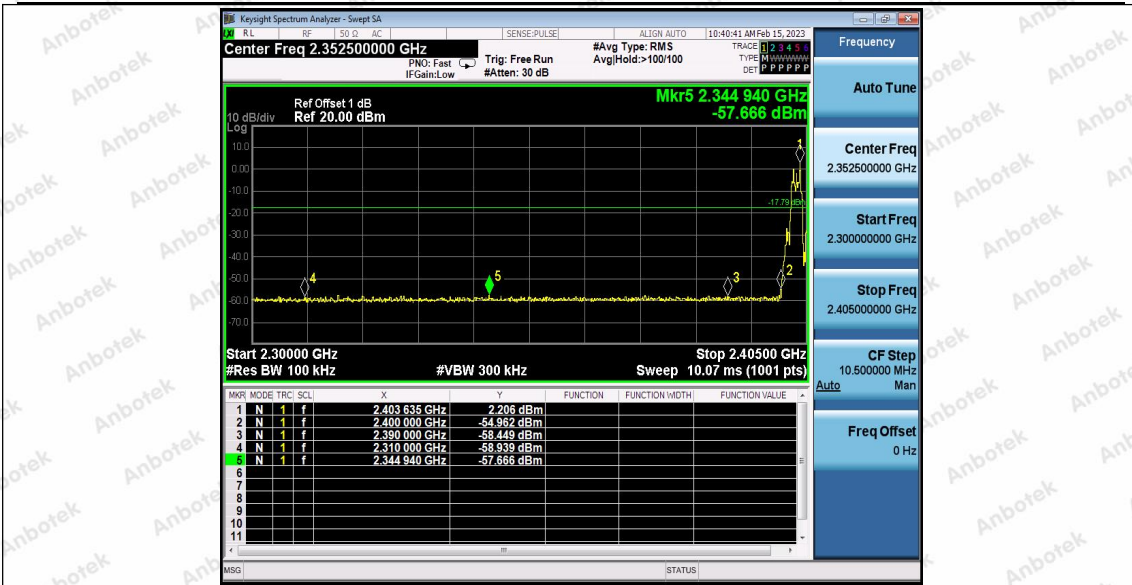 Keysight Spectrum Analyzer - Swept SA
LXI RL RF 50 Ω AC SENSE:PULSE ALIGN AUTO 10:40:41 AM Feb 15, 2023
Center Freq 2.352500000 GHz #Avg Type: RMS TRACE 1 2 3 4 5 6
PNO: Fast Trig: Free Run Avg|Hold:>100/100 TYPE M WWWWW
IFGain:Low #Atten: 30 dB DET P P P P P P
Mkr5 2.344 940 GHz
-57.666 dBm
Ref Offset 1 dB
10 dB/div Ref 20.00 dBm
Log
10.0
0.00
-10.0
-20.0
-30.0
-40.0
-50.0
-60.0
-70.0
-17.79 dBm
1
2
3
4
5
Start 2.30000 GHz Stop 2.40500 GHz
#Res BW 100 kHz #VBW 300 kHz Sweep 10.07 ms (1001 pts)
MKR MODE TRC SCL X Y FUNCTION FUNCTION WIDTH FUNCTION VALUE
1 N 1 f 2.403 635 GHz 2.206 dBm
2 N 1 f 2.400 000 GHz -54.962 dBm
3 N 1 f 2.390 000 GHz -58.449 dBm
4 N 1 f 2.310 000 GHz -58.939 dBm
5 N 1 f 2.344 940 GHz -57.666 dBm
6
7
8
9
10
11
MSG STATUS
Frequency
Auto Tune
Center Freq
2.352500000 GHz
Start Freq
2.300000000 GHz
Stop Freq
2.405000000 GHz
CF Step
10.500000 MHz
Auto Man
Freq Offset
0 Hz
Anbotek